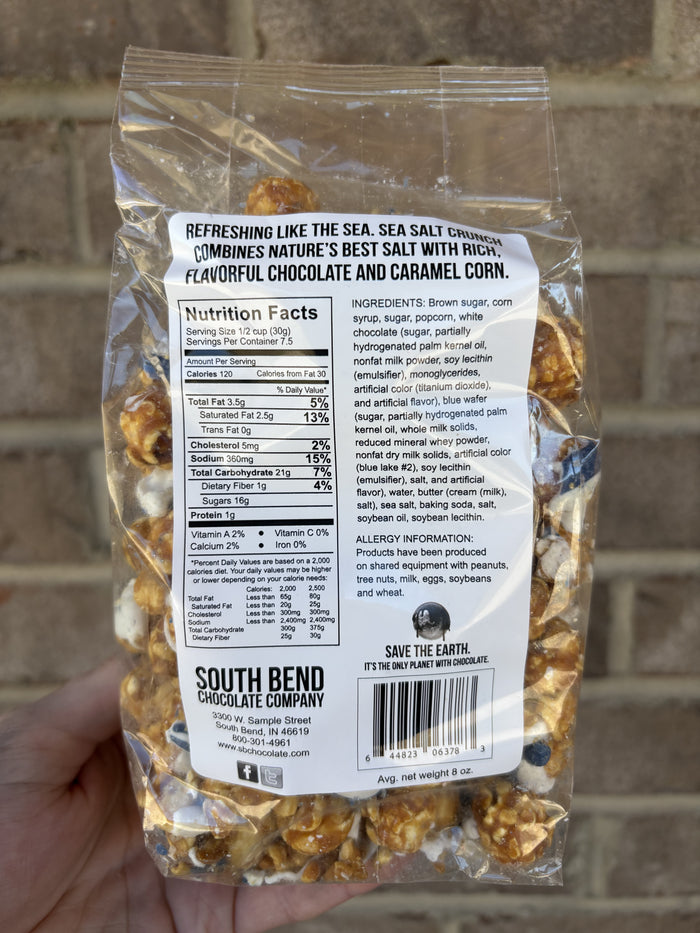 REFRESHING LIKE THE SEA. SEA SALT CRUNCH
COMBINES NATURE'S BEST SALT WITH RICH,
FLAVORFUL CHOCOLATE AND CARAMEL CORN.
Nutrition Facts
Serving Size 1/2 cup (30g)
Servings Per Container 7.5
Amount Per Serving
Calories 120 Calories from Fat 30
% Daily Value*
Total Fat 3.5g 5%
Saturated Fat 2.5g 13%
Trans Fat 0g
Cholesterol 5mg 2%
Sodium 360mg 15%
Total Carbohydrate 21g 7%
Dietary Fiber 1g 4%
Sugars 16g
Protein 1g
Vitamin A 2% • Vitamin C 0%
Calcium 2% • Iron 0%
*Percent Daily Values are based on a 2,000
calories diet. Your daily values may be higher
or lower depending on your calorie needs:
Calories: 2,000 2,500
Total Fat Less than 65g 80g
Saturated Fat Less than 20g 25g
Cholesterol Less than 300mg 300mg
Sodium Less than 2,400mg 2,400mg
Total Carbohydrate 300g 375g
Dietary Fiber 25g 30g
INGREDIENTS: Brown sugar, corn
syrup, sugar, popcorn, white
chocolate (sugar, partially
hydrogenated palm kernel oil,
nonfat milk powder, soy lecithin
(emulsifier), monoglycerides,
artificial color (titanium dioxide),
and artificial flavor), blue wafer
(sugar, partially hydrogenated palm
kernel oil, whole milk solids,
reduced mineral whey powder,
nonfat dry milk solids, artificial color
(blue lake #2), soy lecithin
(emulsifier), salt, and artificial
flavor), water, butter (cream (milk),
salt), sea salt, baking soda, salt,
soybean oil, soybean lecithin.
ALLERGY INFORMATION:
Products have been produced
on shared equipment with peanuts,
tree nuts, milk, eggs, soybeans
and wheat.
SAVE THE EARTH.
IT'S THE ONLY PLANET WITH CHOCOLATE.
SOUTH BEND
CHOCOLATE COMPANY
3300 W. Sample Street
South Bend, IN 46619
800-301-4961
www.sbchocolate.com
f t
6 44823 06378 3
Avg. net weight 8 oz.